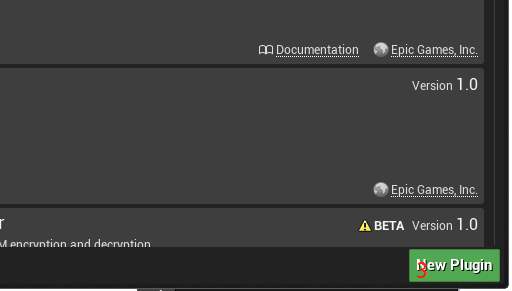 Documentation Epic Games, Inc.
Version 1.0
Epic Games, Inc.
r BETA Version 1.0
M encryption and decryption
New Plugin
3